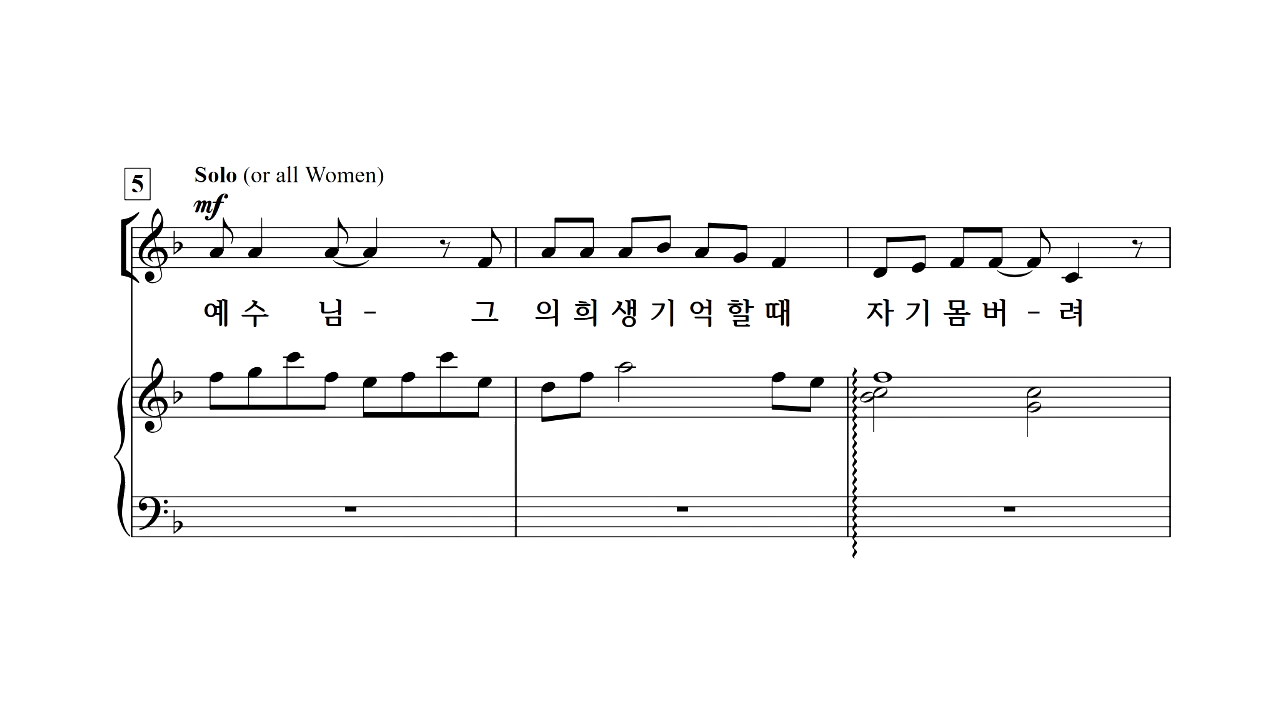 5
Solo (or all Women)
mf
예 수 님 - 그 의 희 생 기 억 할 때 자 기 몸 버 - 려